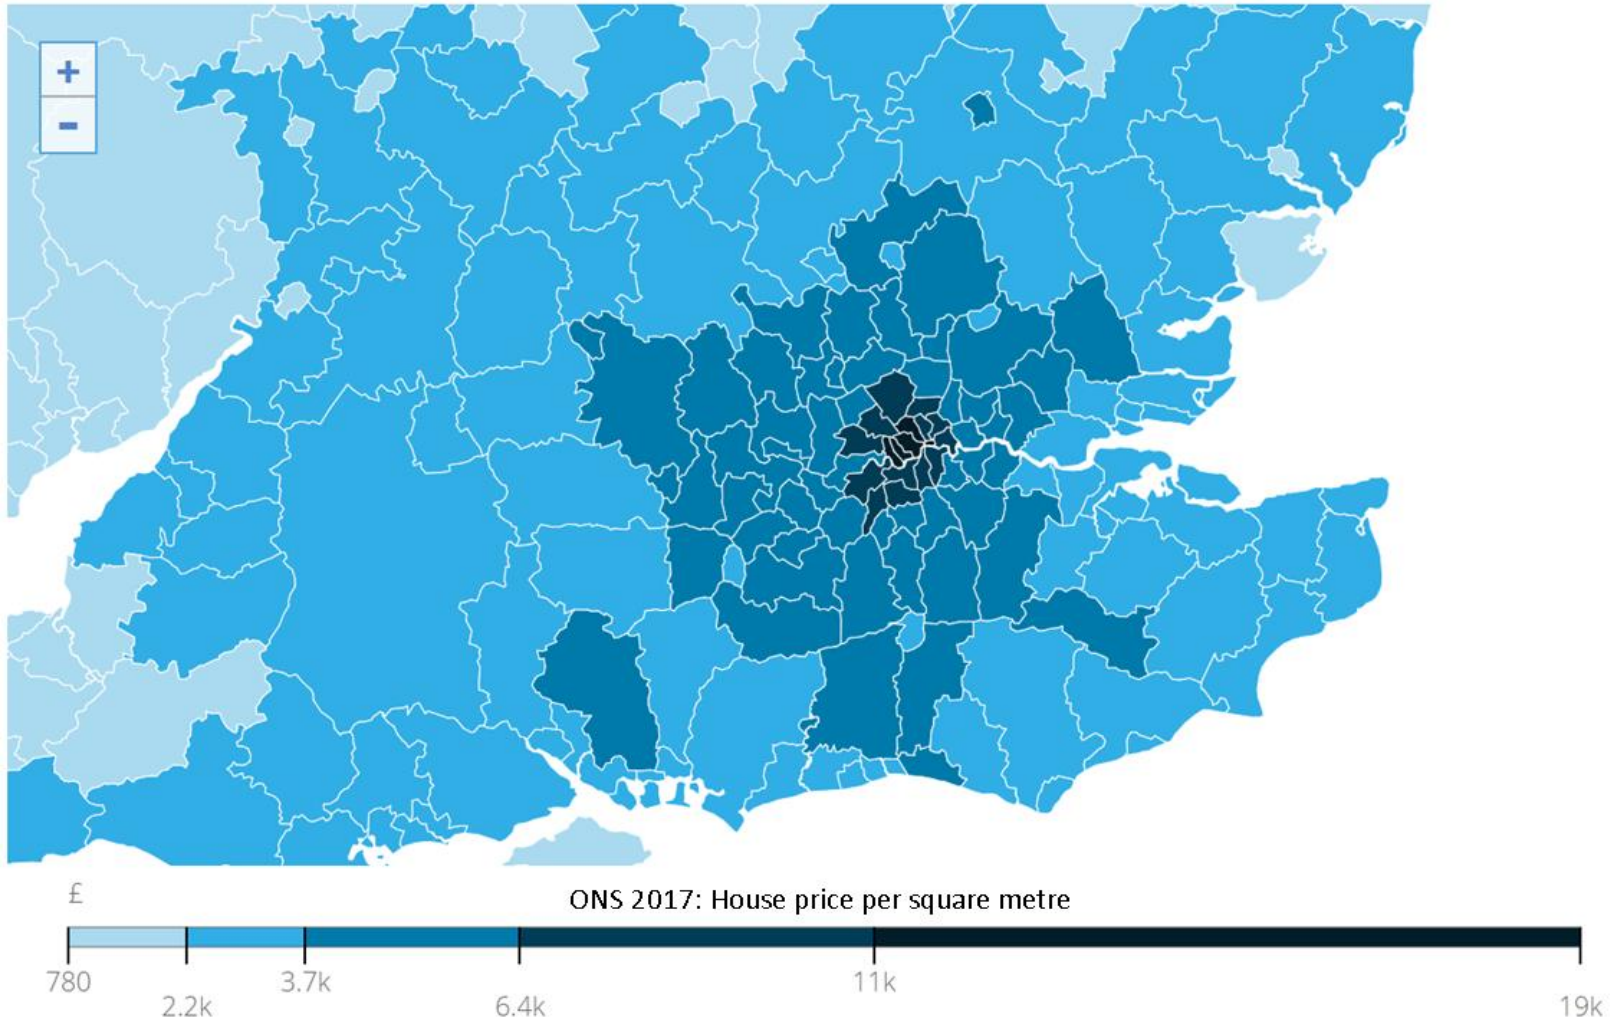 +
-
£
ONS 2017: House price per square metre
780 3.7k 11k
2.2k 6.4k 19k